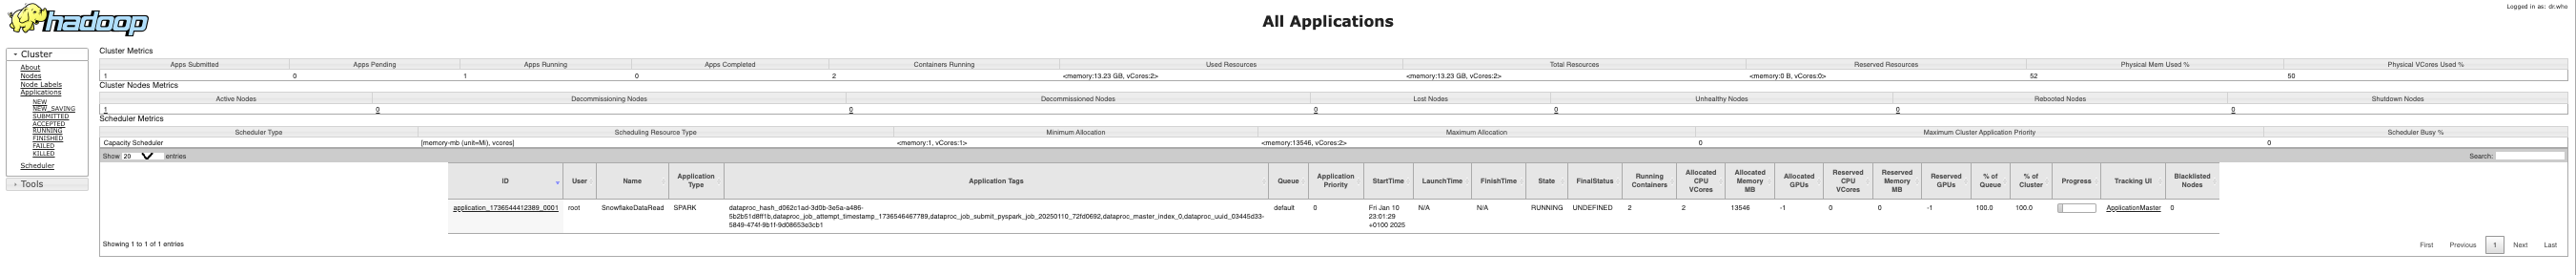 Logged in as: dr.who
hadoop
All Applications
Cluster
About
Nodes
Node Labels
Applications
NEW
NEW_SAVING
SUBMITTED
ACCEPTED
RUNNING
FINISHED
FAILED
KILLED
Scheduler
Tools
Cluster Metrics
Apps Submitted Apps Pending Apps Running Apps Completed Containers Running Used Resources Total Resources Reserved Resources Physical Mem Used % Physical VCores Used %
1 0 1 0 2 <memory:13.23 GB, vCores:2> <memory:13.23 GB, vCores:2> <memory:0 B, vCores:0> 52 50
Cluster Nodes Metrics
Active Nodes Decommissioning Nodes Decommissioned Nodes Lost Nodes Unhealthy Nodes Rebooted Nodes Shutdown Nodes
1 0 0 0 0 0 0
Scheduler Metrics
Scheduler Type Scheduling Resource Type Minimum Allocation Maximum Allocation Maximum Cluster Application Priority Scheduler Busy %
Capacity Scheduler [memory-mb (unit=Mi), vcores] <memory:1, vCores:1> <memory:13546, vCores:2> 0 0
Show 20 entries Search:
ID User Name Application Type Application Tags Queue Application Priority StartTime LaunchTime FinishTime State FinalStatus Running Containers Allocated CPU VCores Allocated Memory MB Allocated GPUs Reserved CPU VCores Reserved Memory MB Reserved GPUs % of Queue % of Cluster Progress Tracking UI Blacklisted Nodes
application_1736544412389_0001 root SnowflakeDataRead SPARK dataproc_hash_d062c1ad-3d0b-3e5a-a486- default 0 Fri Jan 10 N/A N/A RUNNING UNDEFINED 2 2 13546 -1 0 0 -1 100.0 100.0 ApplicationMaster 0
5b2b51d8ff1b,dataproc_job_attempt_timestamp_1736546467789,dataproc_job_submit_pyspark_job_20250110_72fd0692,dataproc_master_index_0,dataproc_uuid_03445d33- 23:01:29
5849-474f-9b1f-9d08653e3cb1 +0100 2025
Showing 1 to 1 of 1 entries
First Previous 1 Next Last